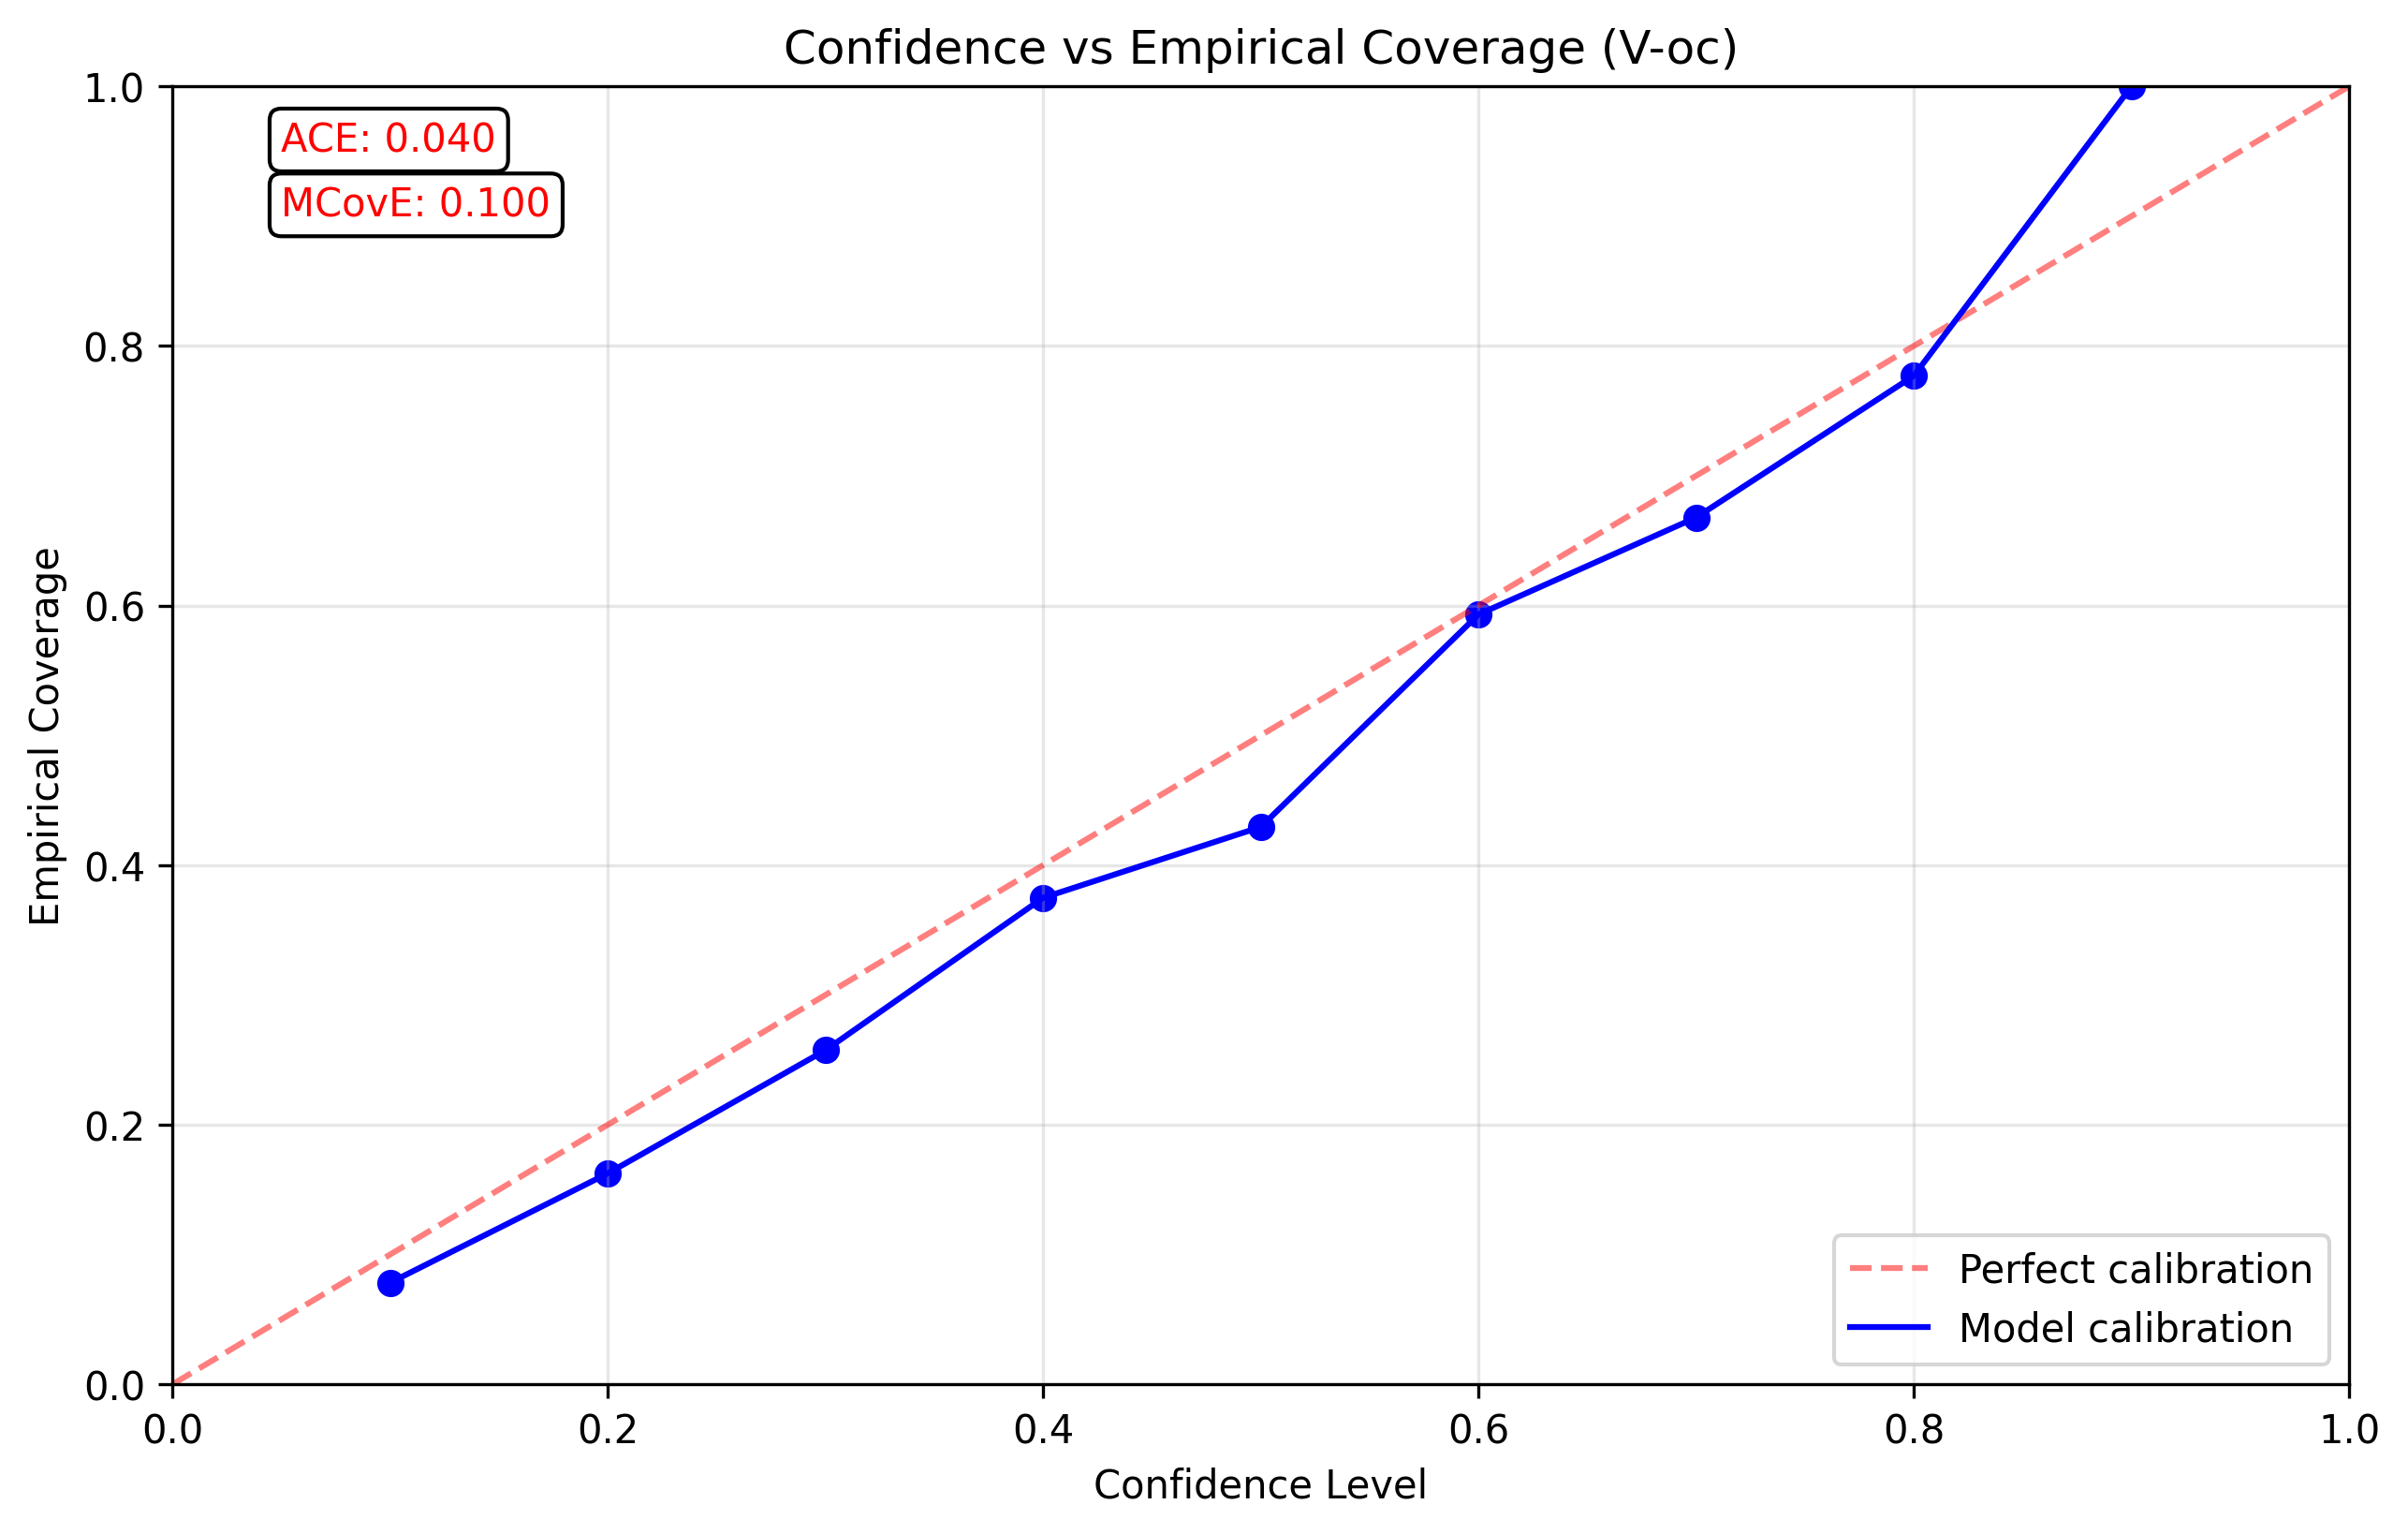 Confidence vs Empirical Coverage (V-oc)
ACE: 0.040
MCovE: 0.100
1.0
0.8
0.6
0.4
0.2
0.0
Empirical Coverage
0.0 0.2 0.4 0.6 0.8 1.0
Confidence Level
Perfect calibration
Model calibration